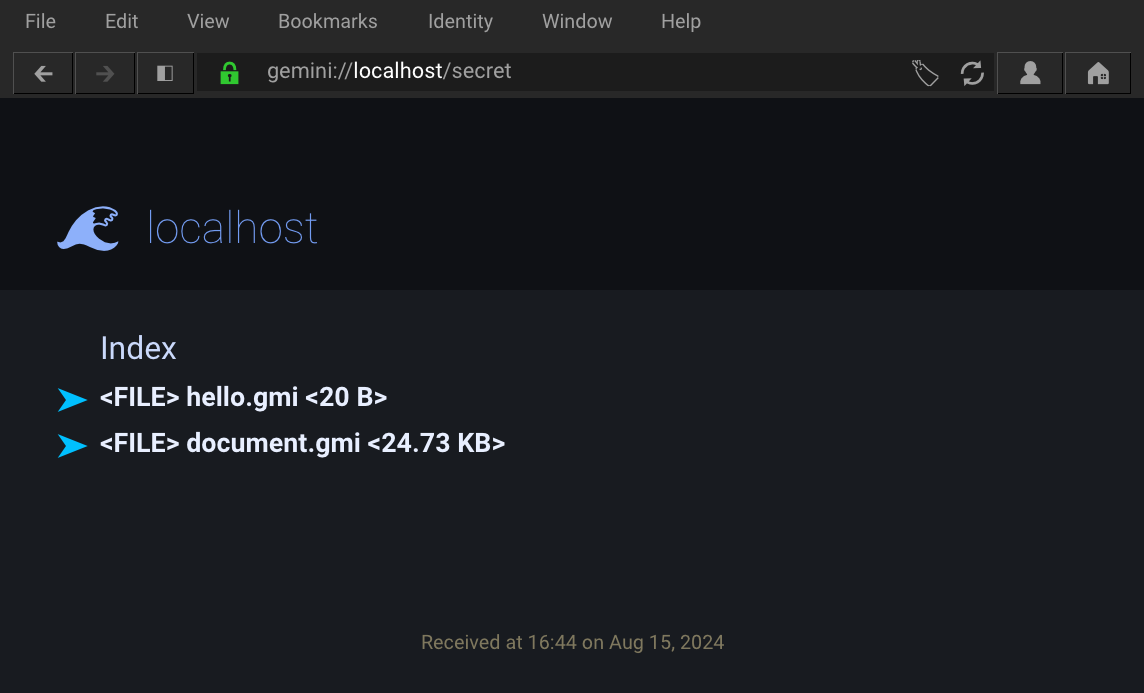 File Edit View Bookmarks Identity Window Help
gemini://localhost/secret
localhost
Index
<FILE> hello.gmi <20 B>
<FILE> document.gmi <24.73 KB>
Received at 16:44 on Aug 15, 2024